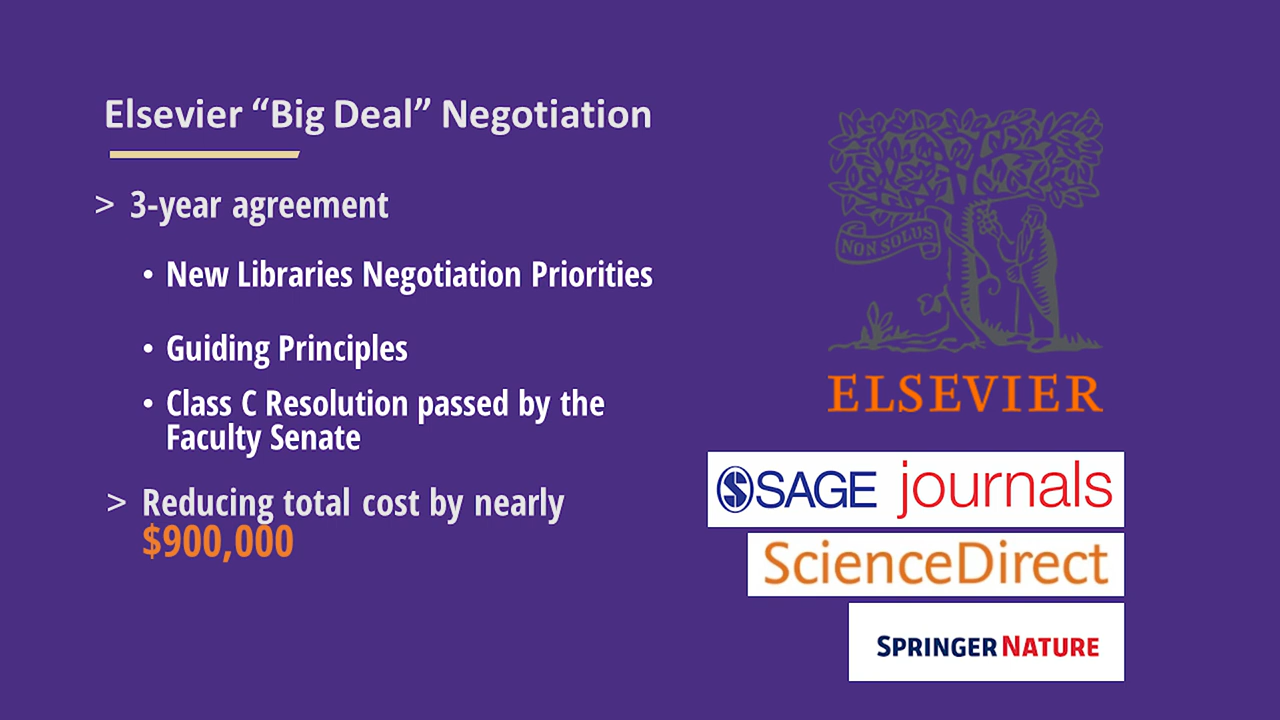 Elsevier “Big Deal” Negotiation
> 3-year agreement
• New Libraries Negotiation Priorities
• Guiding Principles
• Class C Resolution passed by the
Faculty Senate
> Reducing total cost by nearly
$900,000
NON SOLUS
ELSEVIER
SAGE journals
ScienceDirect
SPRINGER NATURE